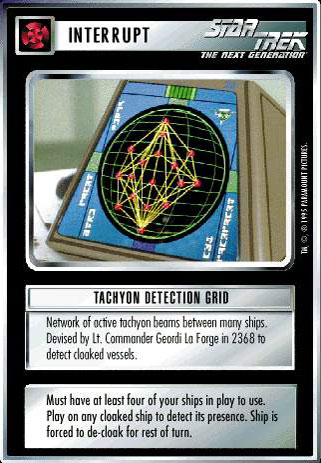 INTERRUPT
STAR TREK
THE NEXT GENERATION
TM © ® 1995 PARAMOUNT PICTURES.
TACHYON DETECTION GRID
Network of active tachyon beams between many ships.
Devised by Lt. Commander Geordi La Forge in 2368 to
detect cloaked vessels.
Must have at least four of your ships in play to use.
Play on any cloaked ship to detect its presence. Ship is
forced to de-cloak for rest of turn.